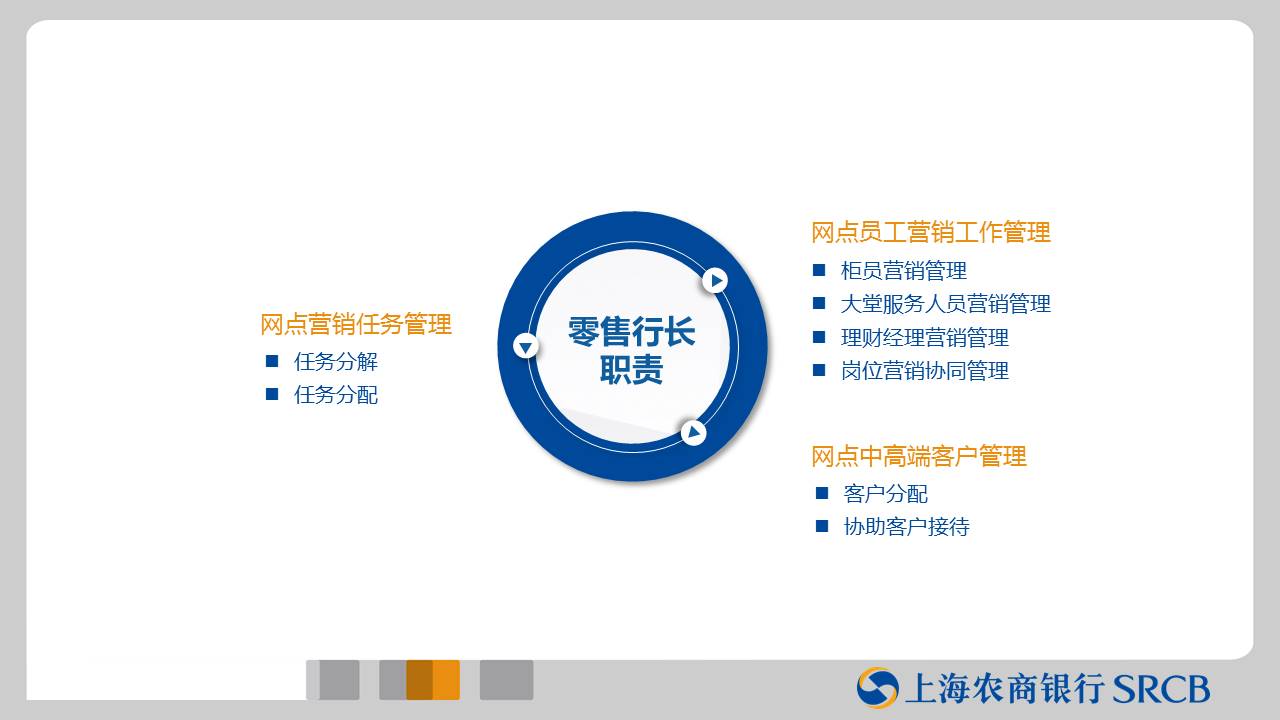 网点营销任务管理
任务分解
任务分配
零售行长
职责
网点员工营销工作管理
柜员营销管理
大堂服务人员营销管理
理财经理营销管理
岗位营销协同管理
网点中高端客户管理
客户分配
协助客户接待
上海农商银行 SRCB